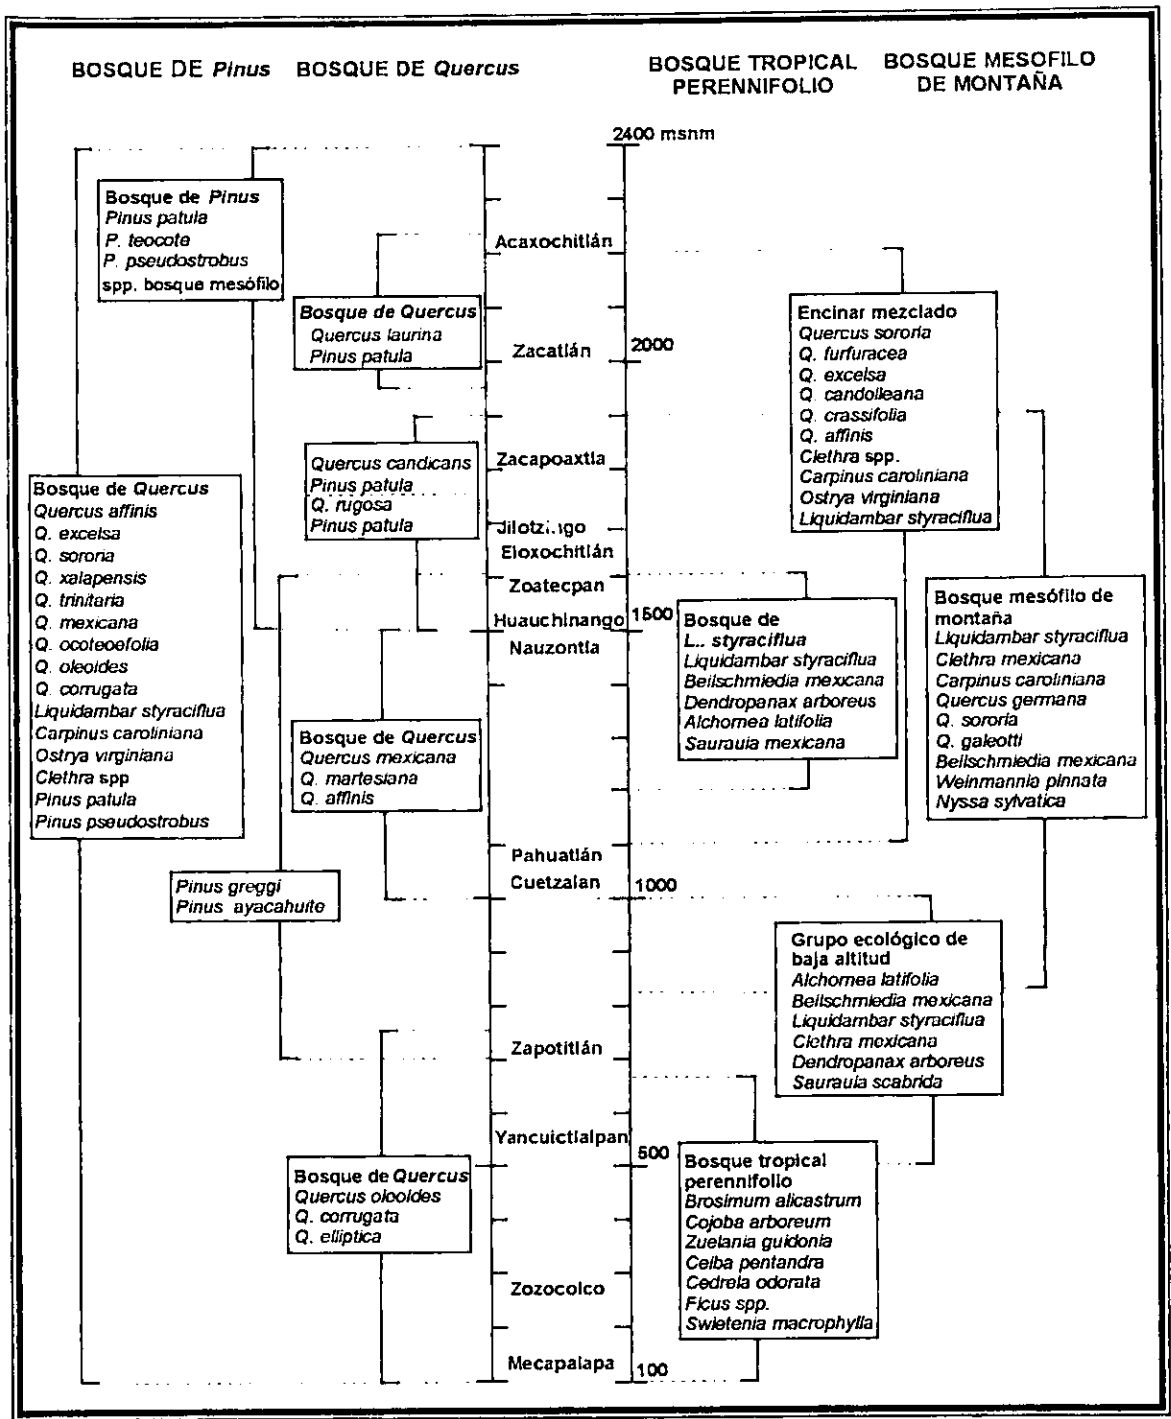 BOSQUE DE Pinus
BOSQUE DE Quercus
BOSQUE TROPICAL
PERENNIFOLIO
BOSQUE MESOFILO
DE MONTAÑA
2400 msnm
Bosque de Pinus
Pinus patula
P. teocote
P. pseudostrobus
spp. bosque mesófilo
Acaxochitlán
Bosque de Quercus
Quercus laurina
Pinus patula
Zacatlán
2000
Encinar mezclado
Quercus sororia
Q. furfuracea
Q. excelsa
Q. candolleana
Q. crassifolia
Q. affinis
Clethra spp.
Carpinus caroliniana
Ostrya virginiana
Liquidambar styraciflua
Quercus candicans
Pinus patula
Q. rugosa
Pinus patula
Zacapoaxtla
Jilotzingo
Eloxochitlán
Zoatecpan
Huauchinango
1500
Nauzontla
Bosque de Quercus
Quercus affinis
Q. excelsa
Q. sororia
Q. xalapensis
Q. trinitaria
Q. mexicana
Q. ocoteoefolia
Q. oleoides
Q. corrugata
Liquidambar styraciflua
Carpinus caroliniana
Ostrya virginiana
Clethra spp
Pinus patula
Pinus pseudostrobus
Bosque de
L.. styraciflua
Liquidambar styraciflua
Beilschmiedia mexicana
Dendropanax arboreus
Alchornea latifolia
Saurauia mexicana
Bosque mesófilo de
montaña
Liquidambar styraciflua
Clethra mexicana
Carpinus caroliniana
Quercus germana
Q. sororia
Q. galeotti
Beilschmiedia mexicana
Weinmannia pinnata
Nyssa sylvatica
Bosque de Quercus
Quercus mexicana
Q. martesiana
Q. affinis
Pahuatlán
Cuetzalan
1000
Pinus greggi
Pinus ayacahuite
Grupo ecológico de
baja altitud
Alchornea latifolia
Beilschmiedia mexicana
Liquidambar styraciflua
Clethra mexicana
Dendropanax arboreus
Saurauia scabrida
Zapotitlán
Yancuictlalpan
500
Bosque de Quercus
Quercus oleoides
Q. corrugata
Q. elliptica
Bosque tropical
perennifolio
Brosimum alicastrum
Cojoba arboreum
Zuelania guidonia
Ceiba pentandra
Cedrela odorata
Ficus spp.
Swietenia macrophylla
Zozocolco
Mecapalapa
100